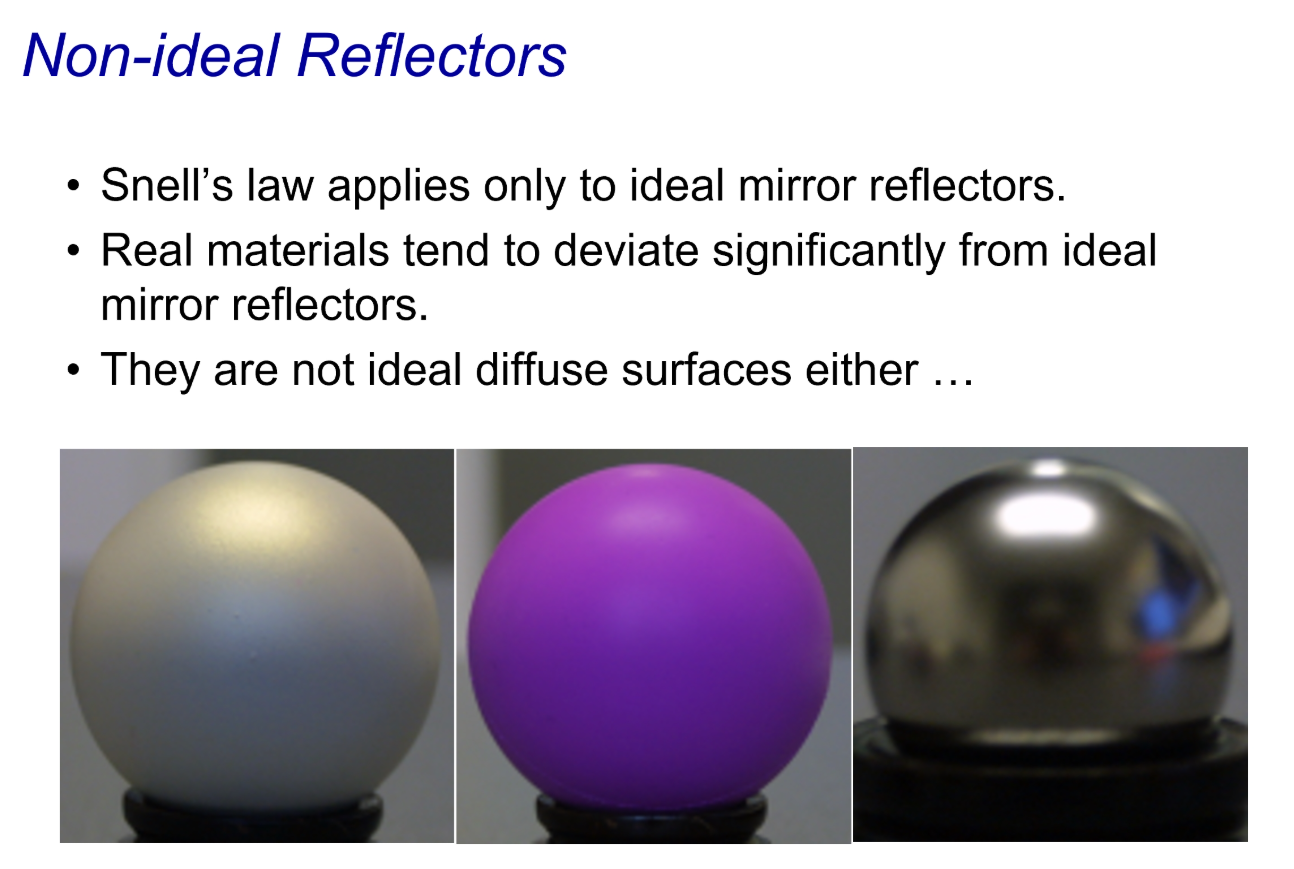 Non-ideal Reflectors
• Snell’s law applies only to ideal mirror reflectors.
• Real materials tend to deviate significantly from ideal
mirror reflectors.
• They are not ideal diffuse surfaces either …